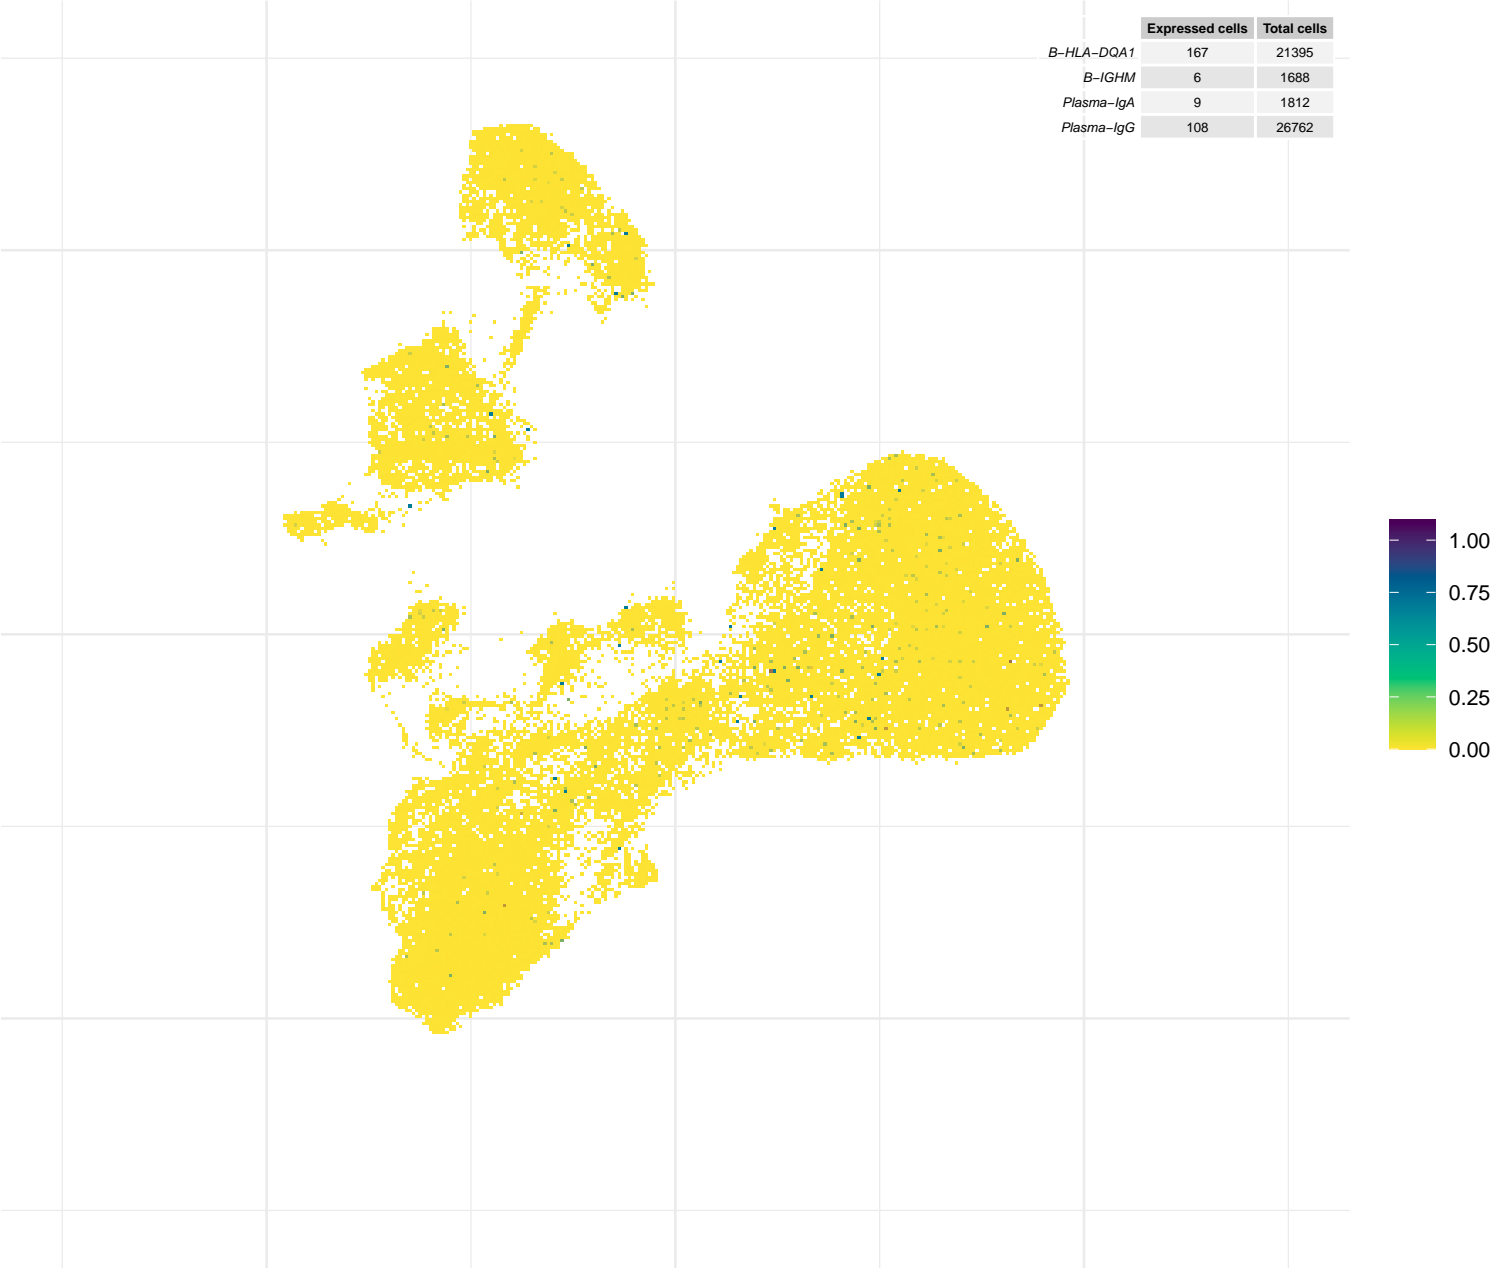 Expressed cells Total cells
B−HLA−DQA1 167 21395
B−IGHM 6 1688
Plasma−IgA 9 1812
Plasma−IgG 108 26762
1.00
0.75
0.50
0.25
0.00